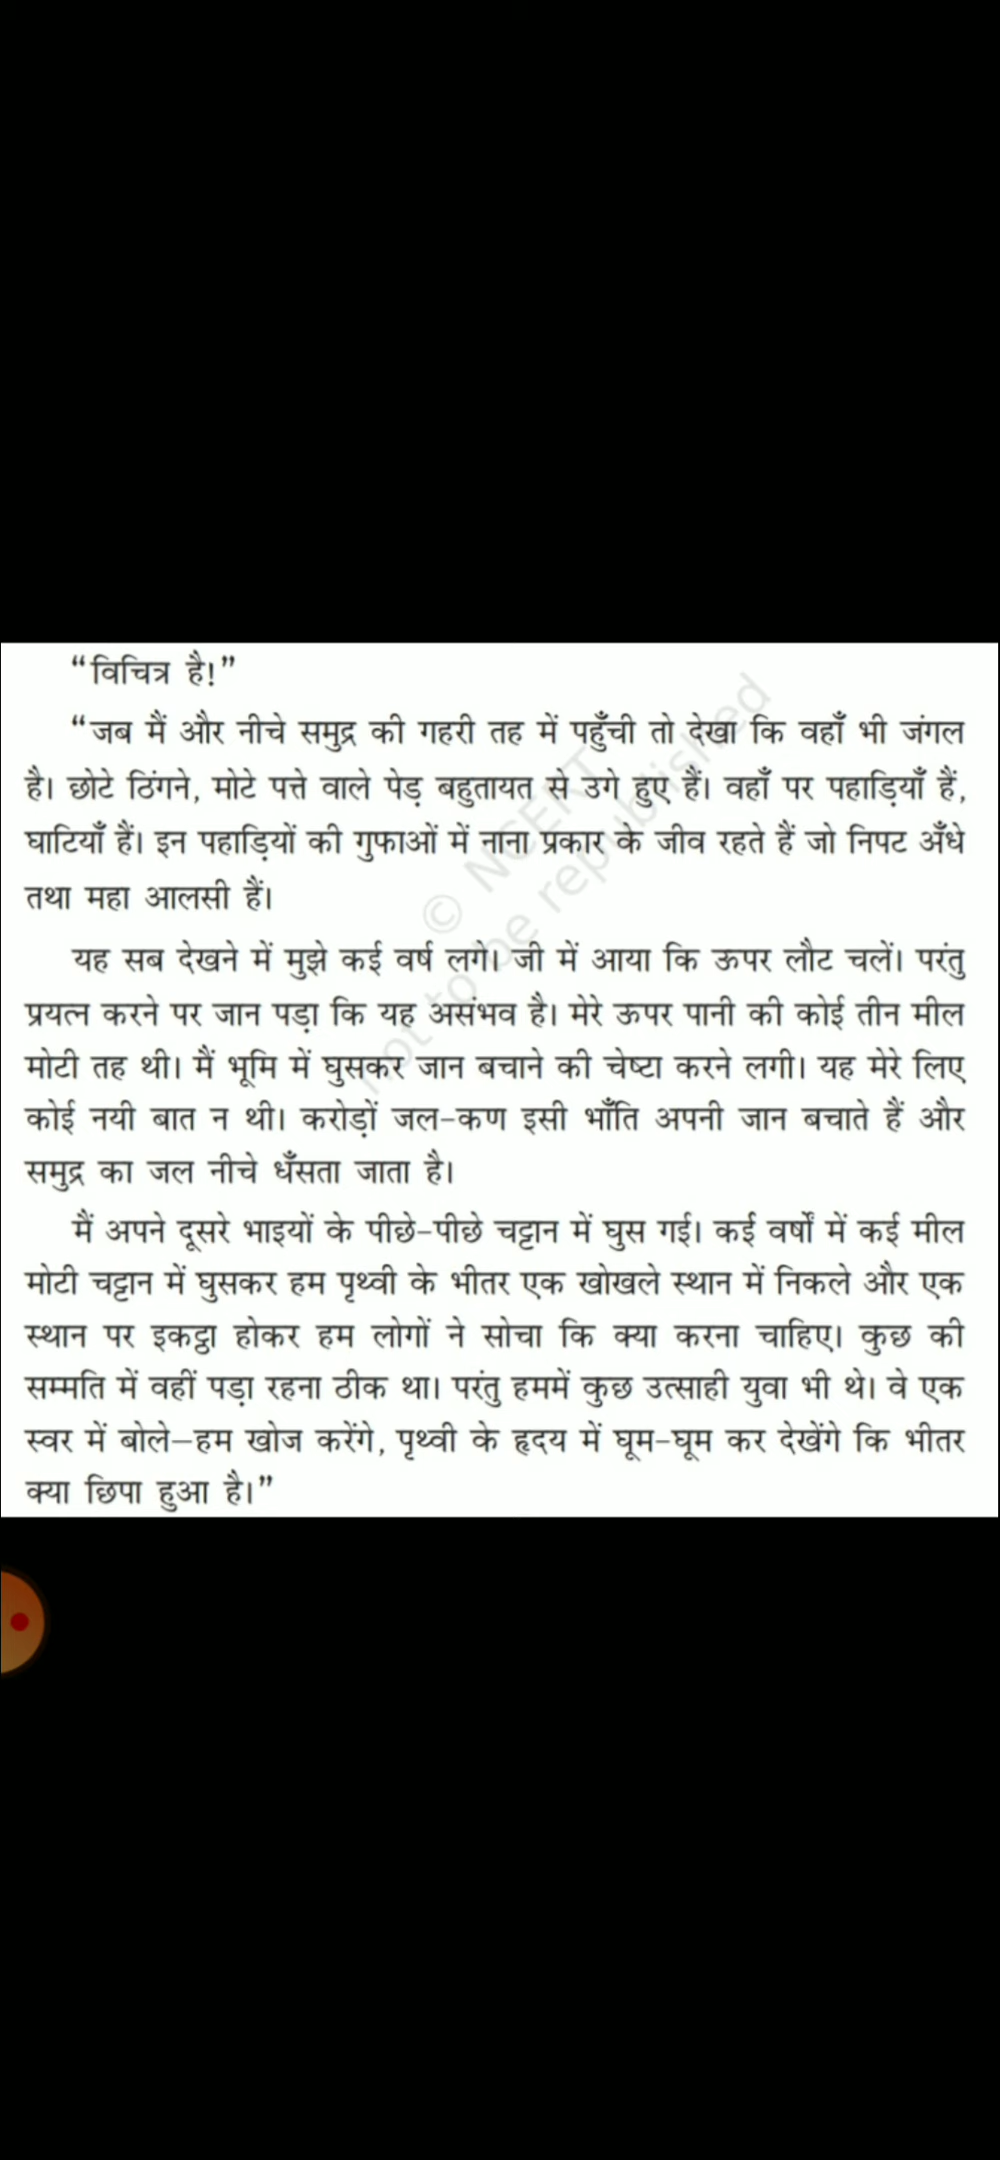 “विचित्र है!”
“जब मैं और नीचे समुद्र की गहरी तह में पहुँची तो देखा कि वहाँ भी जंगल
है। छोटे ठिंगने, मोटे पत्ते वाले पेड़ बहुतायत से उगे हुए हैं। वहाँ पर पहाड़ियाँ हैं,
घाटियाँ हैं। इन पहाड़ियों की गुफाओं में नाना प्रकार के जीव रहते हैं जो निपट अँधे
तथा महा आलसी हैं।
यह सब देखने में मुझे कई वर्ष लगे। जी में आया कि ऊपर लौट चलें। परंतु
प्रयत्न करने पर जान पड़ा कि यह असंभव है। मेरे ऊपर पानी की कोई तीन मील
मोटी तह थी। मैं भूमि में घुसकर जान बचाने की चेष्टा करने लगी। यह मेरे लिए
कोई नयी बात न थी। करोड़ों जल-कण इसी भाँति अपनी जान बचाते हैं और
समुद्र का जल नीचे धँसता जाता है।
मैं अपने दूसरे भाइयों के पीछे-पीछे चट्टान में घुस गई। कई वर्षों में कई मील
मोटी चट्टान में घुसकर हम पृथ्वी के भीतर एक खोखले स्थान में निकले और एक
स्थान पर इकट्ठा होकर हम लोगों ने सोचा कि क्या करना चाहिए। कुछ की
सम्मति में वहीं पड़ा रहना ठीक था। परंतु हममें कुछ उत्साही युवा भी थे। वे एक
स्वर में बोले—हम खोज करेंगे, पृथ्वी के हृदय में घूम-घूम कर देखेंगे कि भीतर
क्या छिपा हुआ है।”
© NCERT
not to be republished